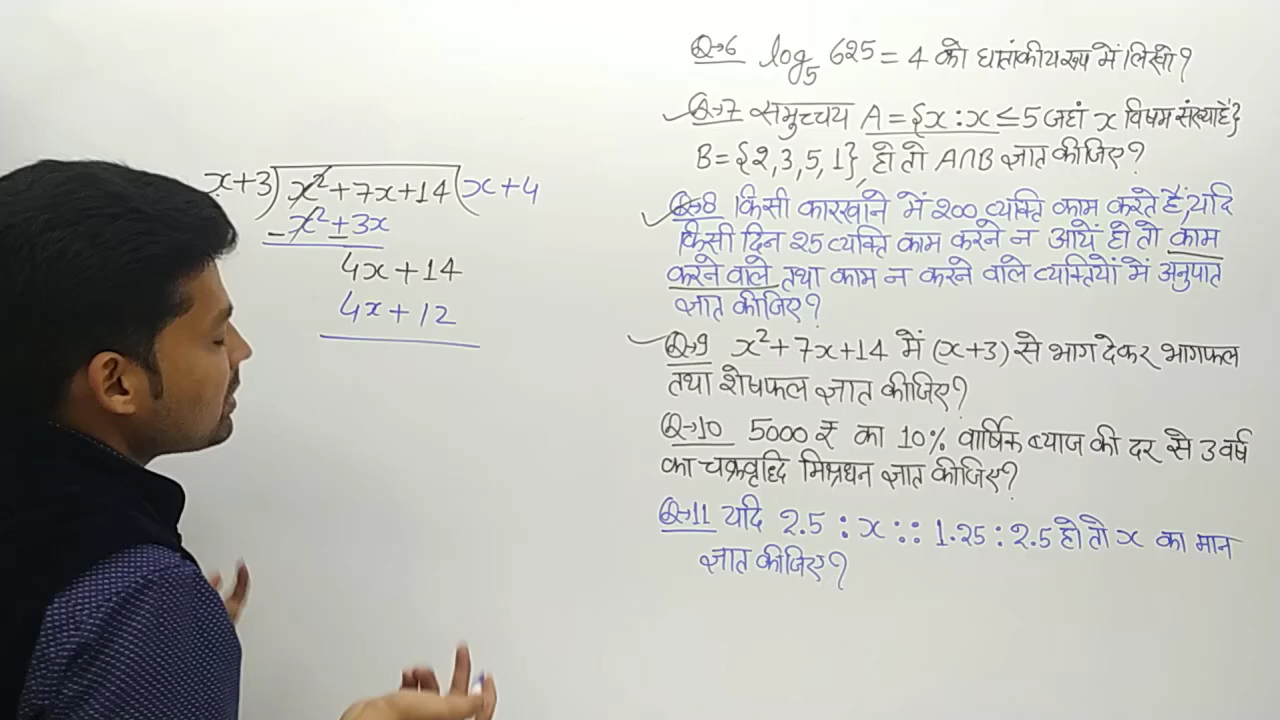 x+3) x²+7x+14 (x+4
-x² ± 3x
4x+14
4x+12
Q→6 log₅ 625 = 4 को घातांकीय रूप में लिखो?
Q→7 समुच्चय A = {x : x ≤ 5 जहां x विषम संख्या है}
B = {2, 3, 5, 1}, हो तो A∩B ज्ञात कीजिए?
Q→8 किसी कारखाने में 200 व्यक्ति काम करते हैं, यदि
किसी दिन 25 व्यक्ति काम करने न आयें हो तो काम
करने वाले तथा काम न करने वाले व्यक्तियों में अनुपात
ज्ञात कीजिए?
Q→9 x²+7x+14 में (x+3) से भाग देकर भागफल
तथा शेषफल ज्ञात कीजिए?
Q→10 5000 ₹ का 10% वार्षिक ब्याज की दर से 3 वर्ष
का चक्रवृद्धि मिश्रधन ज्ञात कीजिए?
Q→11 यदि 2.5 : x :: 1.25 : 2.5 हो तो x का मान
ज्ञात कीजिए?